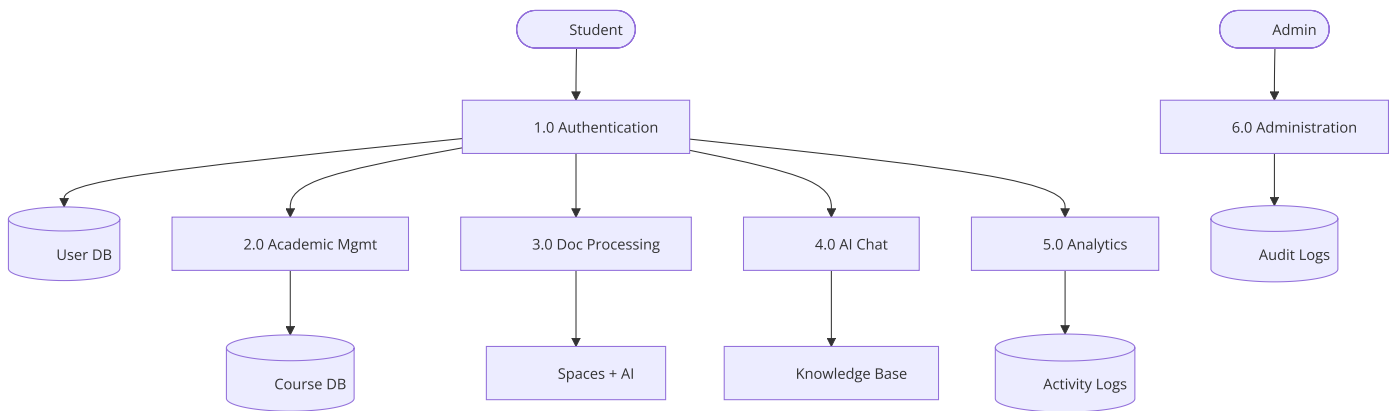 Student
Admin
1.0 Authentication
6.0 Administration
User DB
2.0 Academic Mgmt
3.0 Doc Processing
4.0 AI Chat
5.0 Analytics
Audit Logs
Course DB
Spaces + AI
Knowledge Base
Activity Logs